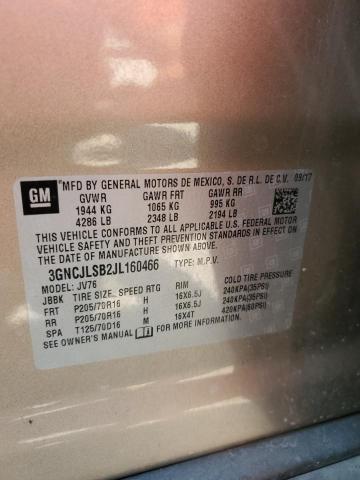 GM
MFD BY GENERAL MOTORS DE MEXICO, S. DE R.L. DE C.V. 09/17
GVWR GAWR FRT GAWR RR
1944 KG 1065 KG 995 KG
4286 LB 2348 LB 2194 LB
THIS VEHICLE CONFORMS TO ALL APPLICABLE U.S. FEDERAL MOTOR
VEHICLE SAFETY, BUMPER, AND THEFT PREVENTION STANDARDS IN EFFECT ON
THE DATE OF MANUFACTURE SHOWN ABOVE.
3GNCJLSB2JL160466 TYPE: M.P.V.
MODEL: JV76
JBBK TIRE SIZE SPEED RTG RIM COLD TIRE PRESSURE
FRT P205/70R16 H 16X6.5J 240KPA(35PSI)
RR P205/70R16 H 16X6.5J 240KPA(35PSI)
SPA T125/70D16 M 16X4T 420KPA(60PSI)
SEE OWNER'S MANUAL FOR MORE INFORMATION.